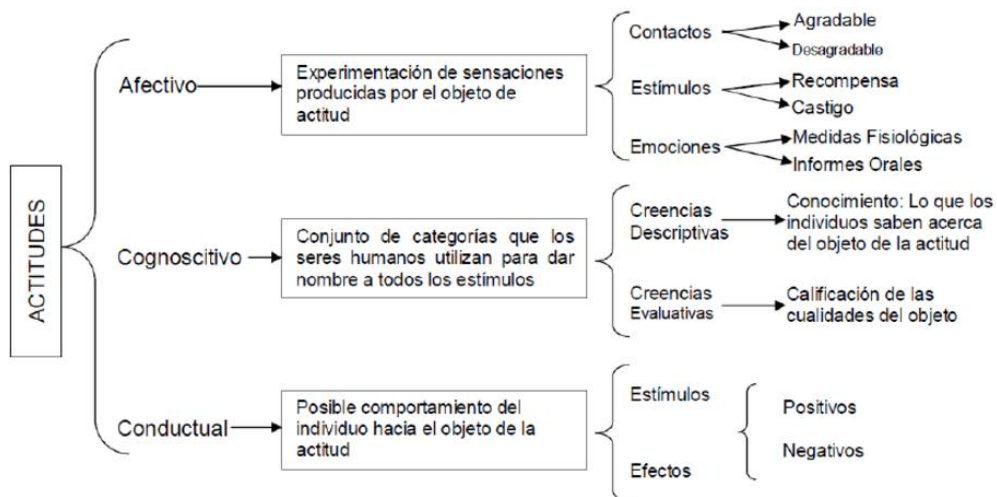 ACTITUDES
Afectivo
Experimentación de sensaciones
producidas por el objeto de
actitud
Contactos
Agradable
Desagradable
Estímulos
Recompensa
Castigo
Emociones
Medidas Fisiológicas
Informes Orales
Cognoscitivo
Conjunto de categorías que los
seres humanos utilizan para dar
nombre a todos los estímulos
Creencias
Descriptivas
Conocimiento: Lo que los
individuos saben acerca
del objeto de la actitud
Creencias
Evaluativas
Calificación de las
cualidades del objeto
Conductual
Posible comportamiento del
individuo hacia el objeto de la
actitud
Estímulos
Efectos
Positivos
Negativos